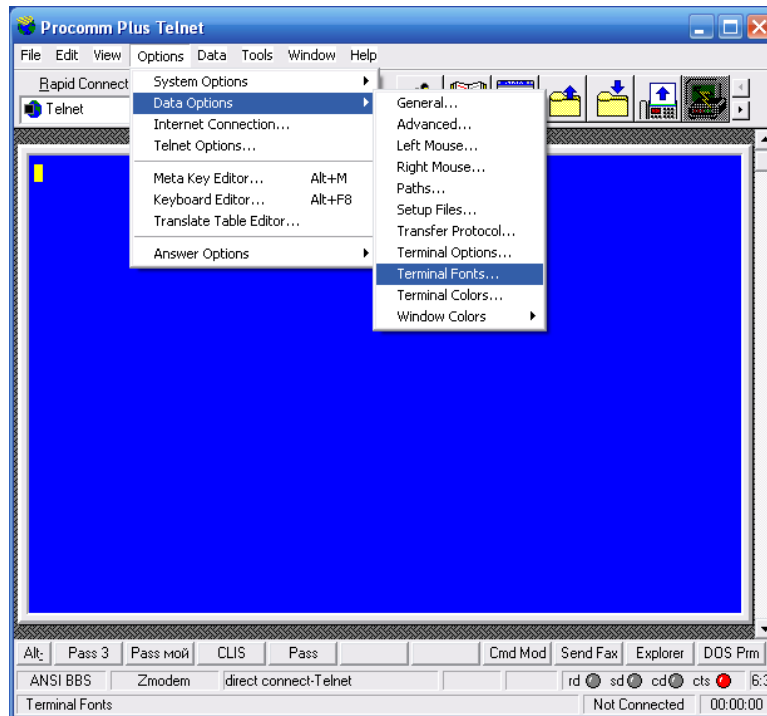 Procomm Plus Telnet
File Edit View Options Data Tools Window Help
Rapid Connect
Telnet
System Options
Data Options
Internet Connection...
Telnet Options...
Meta Key Editor... Alt+M
Keyboard Editor... Alt+F8
Translate Table Editor...
Answer Options
General...
Advanced...
Left Mouse...
Right Mouse...
Paths...
Setup Files...
Transfer Protocol...
Terminal Options...
Terminal Fonts...
Terminal Colors...
Window Colors
Alt- Pass 3 Pass мой CLIS Pass Cmd Mod Send Fax Explorer DOS Prm
ANSI BBS Zmodem direct connect-Telnet rd sd cd cts
Terminal Fonts Not Connected 00:00:00